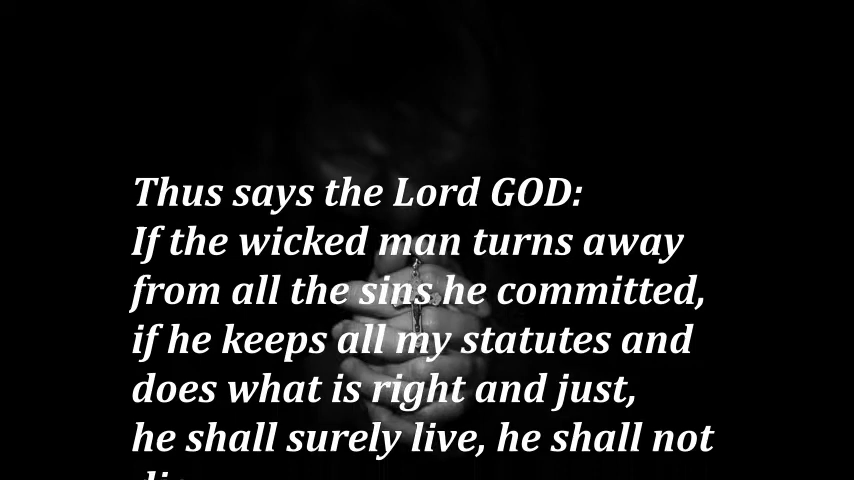 Thus says the Lord GOD:
If the wicked man turns away
from all the sins he committed,
if he keeps all my statutes and
does what is right and just,
he shall surely live, he shall not